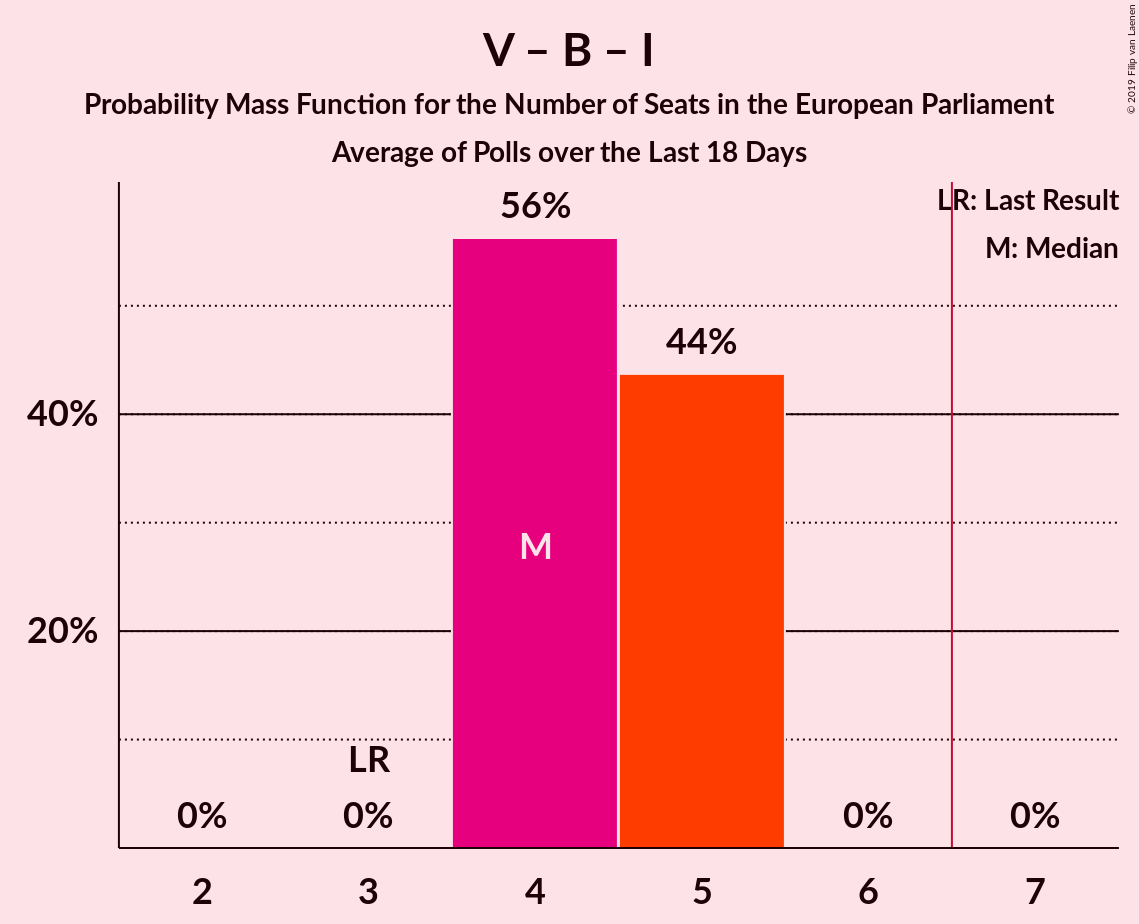 V – B – I
Probability Mass Function for the Number of Seats in the European Parliament
Average of Polls over the Last 18 Days
© 2019 Filip van Laenen
LR: Last Result
M: Median
56%
44%
40%
20%
M
LR
0%
0%
0%
0%
2
3
4
5
6
7